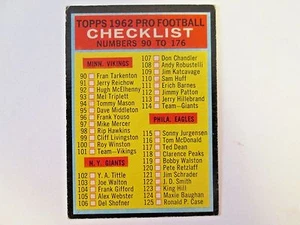 TOPPS 1962 PRO FOOTBALL
CHECKLIST
NUMBERS 90 TO 176
MINN. VIKINGS
90 Fran Tarkenton
91 Jerry Reichow
92 Hugh McElhenny
93 Mel Triplett
94 Tommy Mason
95 Dave Middleton
96 Frank Youso
97 Mike Mercer
98 Rip Hawkins
99 Cliff Livingston
100 Roy Winston
101 Team-Vikings
N. Y. GIANTS
102 Y. A. Tittle
103 Joe Walton
104 Frank Gifford
105 Alex Webster
106 Del Shofner
107 Don Chandler
108 Andy Robustelli
109 Jim Katcavage
110 Sam Huff
111 Erich Barnes
112 Jimmy Patton
113 Jerry Hillebrand
114 Team-Giants
PHILA. EAGLES
115 Sonny Jurgensen
116 Tom McDonald
117 Ted Dean
118 Clarence Peaks
119 Bobby Walston
120 Pete Retzlaff
121 Jim Schrader
122 J. D. Smith
123 King Hill
124 Maxie Baughan
125 Ronald P. Case